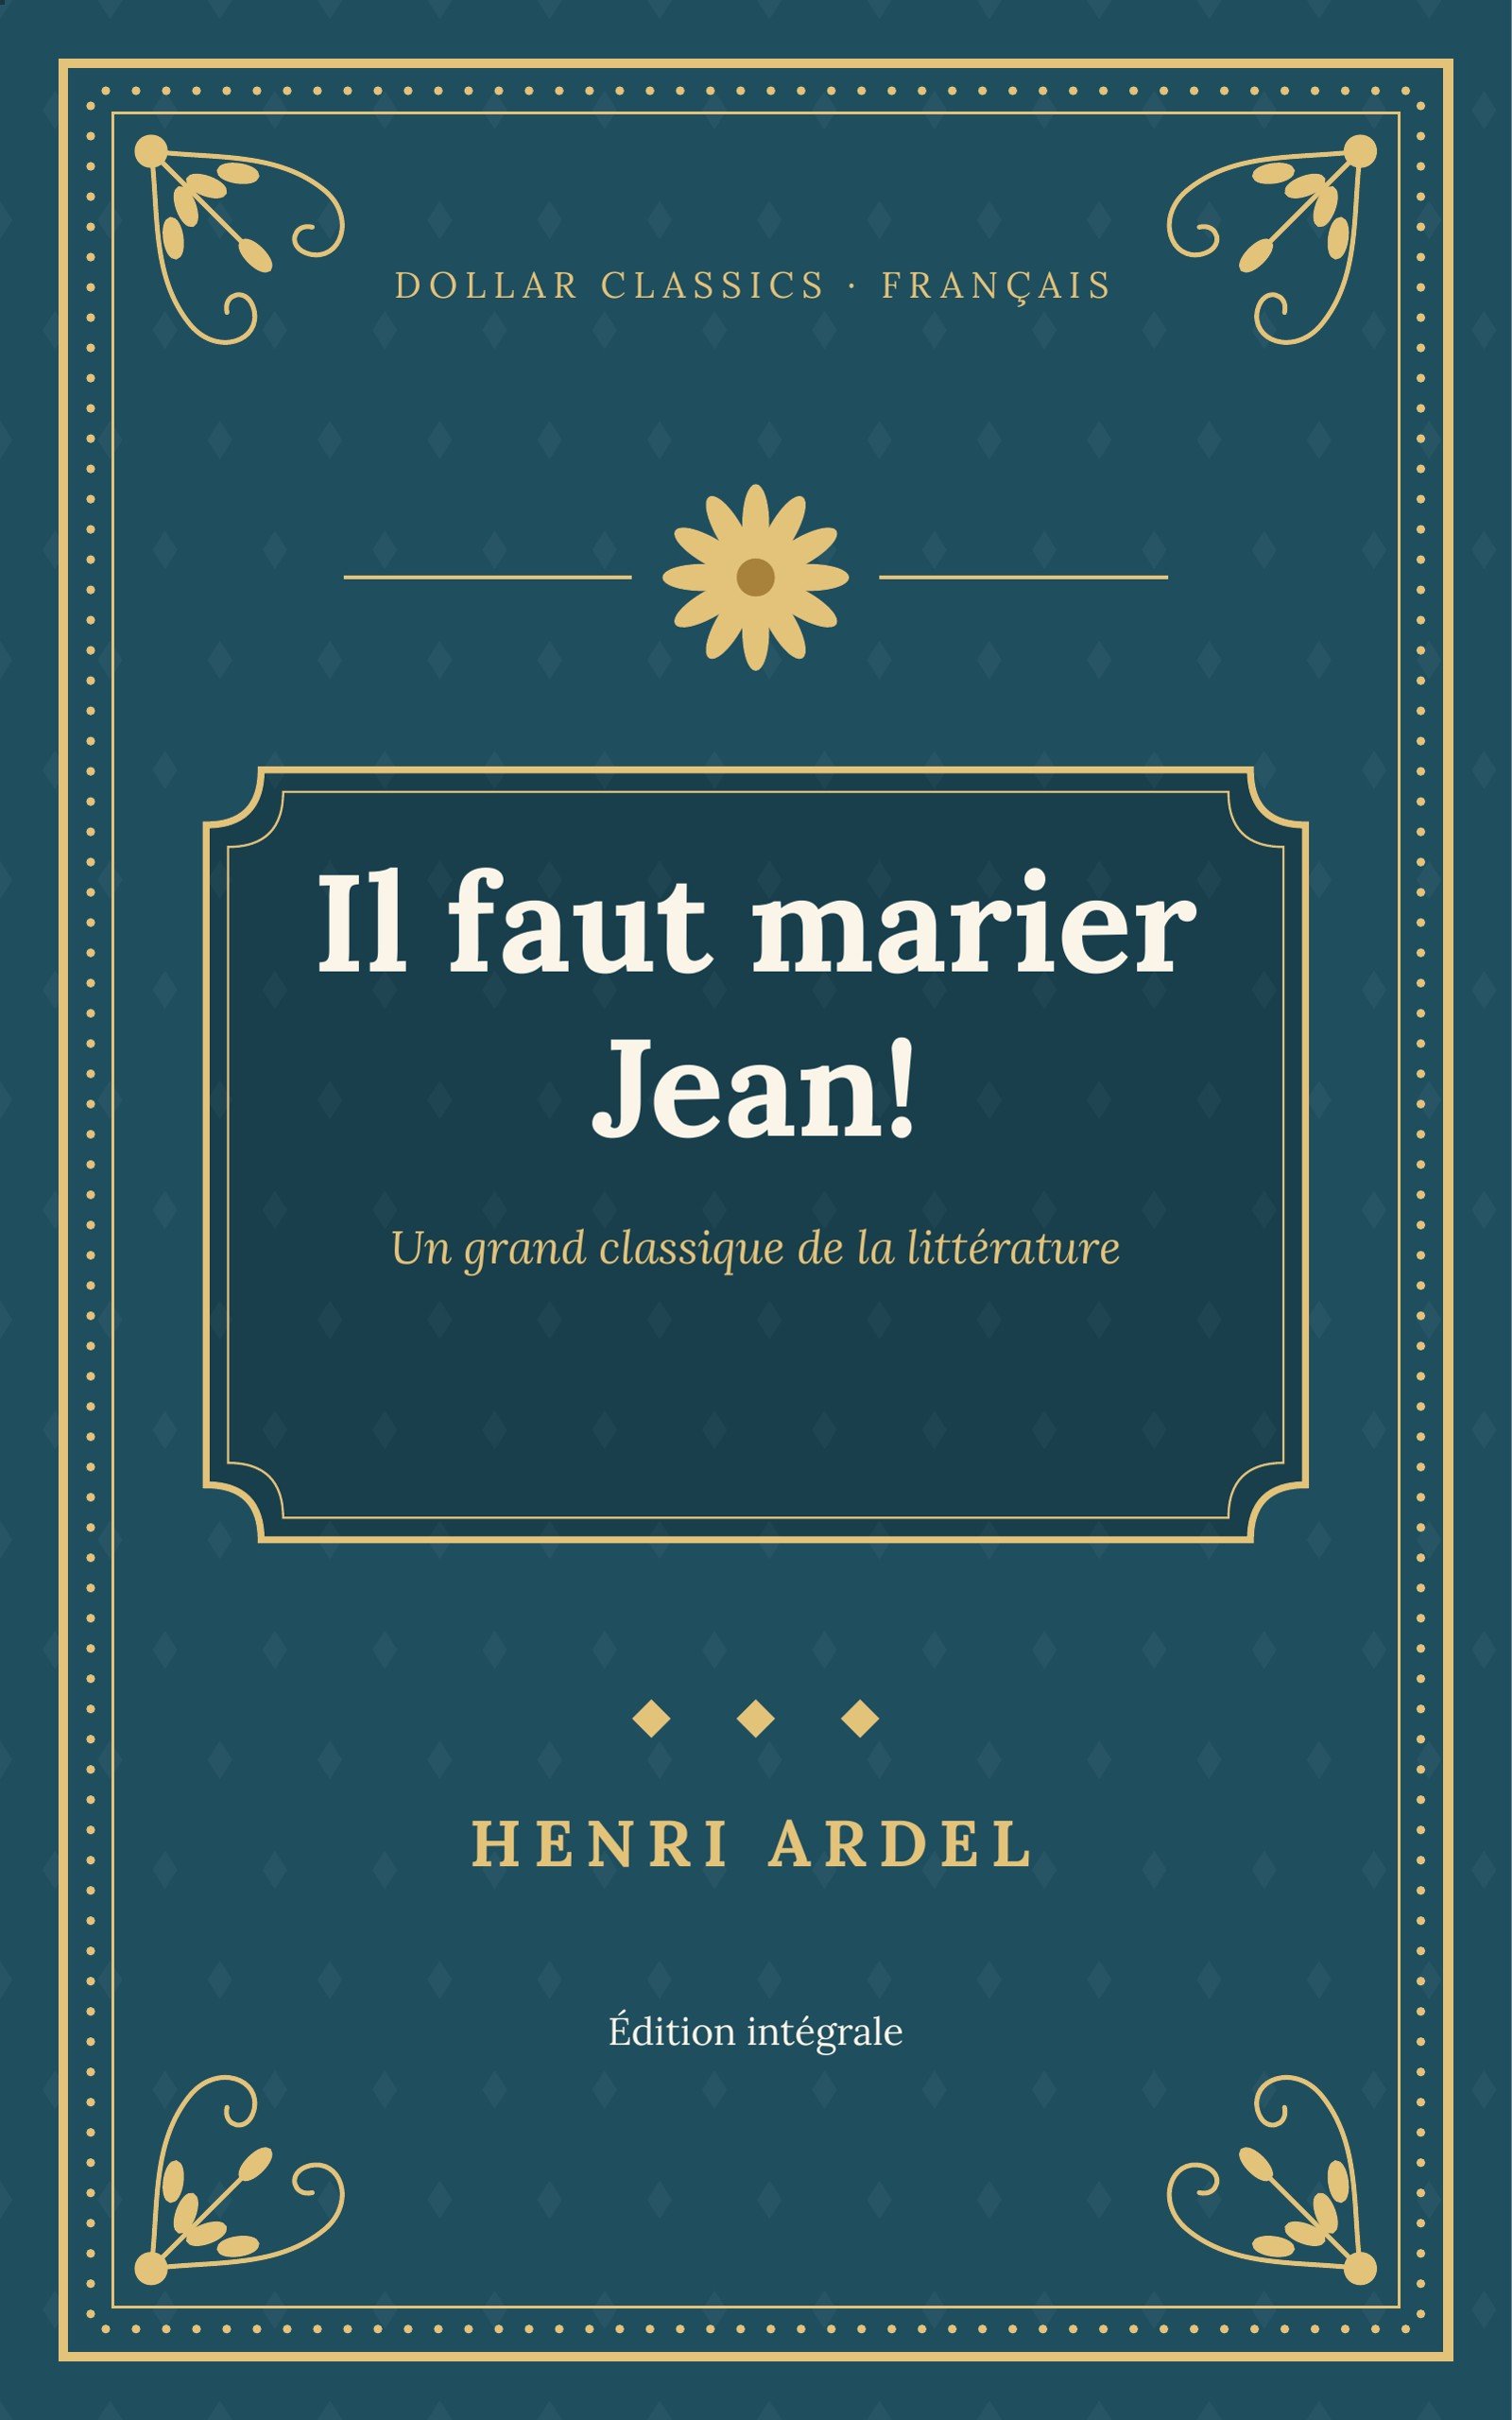 DOLLAR CLASSICS · FRANÇAIS
Il faut marier
Jean!
Un grand classique de la littérature
HENRI ARDEL
Édition intégrale